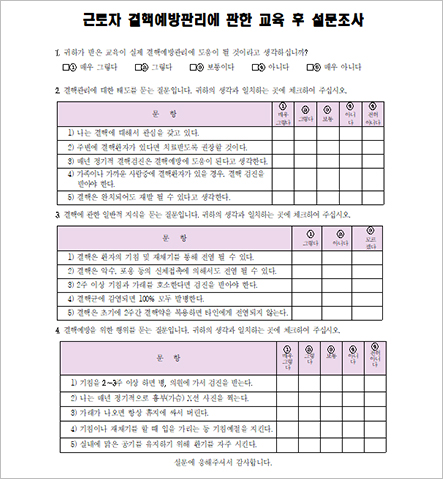 근로자 결핵예방관리에 관한 교육 후 설문조사
1. 귀하가 받은 교육이 실제 결핵예방관리에 도움이 될 것이라고 생각하십니까?
□① 매우 그렇다 □② 그렇다 □③ 보통이다 □④ 아니다 □⑤ 매우 아니다
2. 결핵관리에 대한 태도를 묻는 질문입니다. 귀하의 생각과 일치하는 곳에 체크하여 주십시오.
문 항 ① 매우 그렇다 ② 그렇다 ③ 보통 ④ 아니다 ⑤ 전혀 아니다
1) 나는 결핵에 대해서 관심을 갖고 있다.
2) 주변에 결핵환자가 있다면 치료받도록 권장할 것이다.
3) 매년 정기적 결핵검진은 결핵예방에 도움이 된다고 생각한다.
4) 가족이나 가까운 사람중에 결핵환자가 있을 경우, 결핵 검진을
받아야 한다.
5) 결핵은 완치되어도 재발 될 수 있다고 생각한다.
3. 결핵에 관한 일반적 지식을 묻는 질문입니다. 귀하의 생각과 일치하는 곳에 체크하여 주십시오.
문 항 ① 그렇다 ② 아니다 ③ 모르겠다
1) 결핵은 환자의 기침 및 재채기를 통해 전염 될 수 있다.
2) 결핵은 악수, 포옹 등의 신체접촉에 의해서도 전염 될 수 있다.
3) 2주 이상 기침과 가래를 호소한다면 검진을 받아야 한다.
4) 결핵균에 감염되면 100% 모두 발병한다.
5) 결핵은 초기에 2주간 결핵약을 복용하면 타인에게 전염되지 않는다.
4. 결핵예방을 위한 행위를 묻는 질문입니다. 귀하의 생각과 일치하는 곳에 체크하여 주십시오.
문 항 ① 매우 그렇다 ② 그렇다 ③ 보통 ④ 아니다 ⑤ 전혀 아니다
1) 기침을 2~3주 이상 하면 병, 의원에 가서 검진을 받는다.
2) 나는 매년 정기적으로 흉부(가슴) X선 사진을 찍는다.
3) 가래가 나오면 항상 휴지에 싸서 버린다.
4) 기침이나 재채기를 할 때 입을 가리는 등 기침예절을 지킨다.
5) 실내에 맑은 공기를 유지하기 위해 환기를 자주 시킨다.
설문에 응해주셔서 감사합니다.